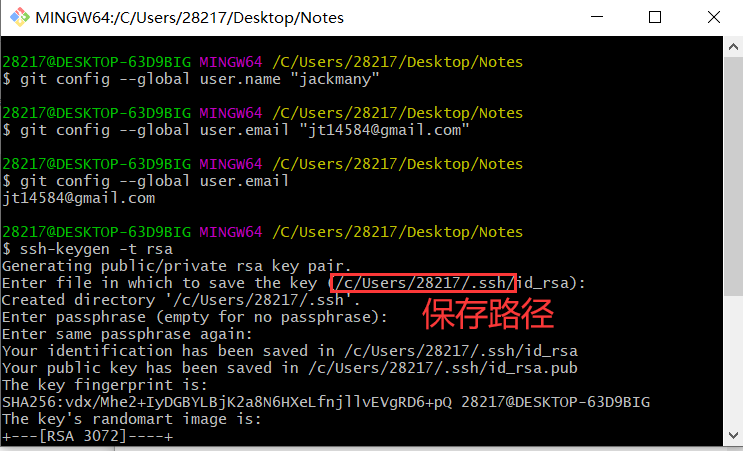 MINGW64:/C/Users/28217/Desktop/Notes
28217@DESKTOP-63D9BIG MINGW64 /C/Users/28217/Desktop/Notes
$ git config --global user.name "jackmany"
28217@DESKTOP-63D9BIG MINGW64 /C/Users/28217/Desktop/Notes
$ git config --global user.email "jt14584@gmail.com"
28217@DESKTOP-63D9BIG MINGW64 /C/Users/28217/Desktop/Notes
$ git config --global user.email
jt14584@gmail.com
28217@DESKTOP-63D9BIG MINGW64 /C/Users/28217/Desktop/Notes
$ ssh-keygen -t rsa
Generating public/private rsa key pair.
Enter file in which to save the key (/c/Users/28217/.ssh/id_rsa):
Created directory '/c/Users/28217/.ssh'.
保存路径
Enter passphrase (empty for no passphrase):
Enter same passphrase again:
Your identification has been saved in /c/Users/28217/.ssh/id_rsa
Your public key has been saved in /c/Users/28217/.ssh/id_rsa.pub
The key fingerprint is:
SHA256:vdx/Mhe2+IyDGBYLBjK2a8N6HXeLfnjllvEVgRD6+pQ 28217@DESKTOP-63D9BIG
The key's randomart image is:
+---[RSA 3072]----+